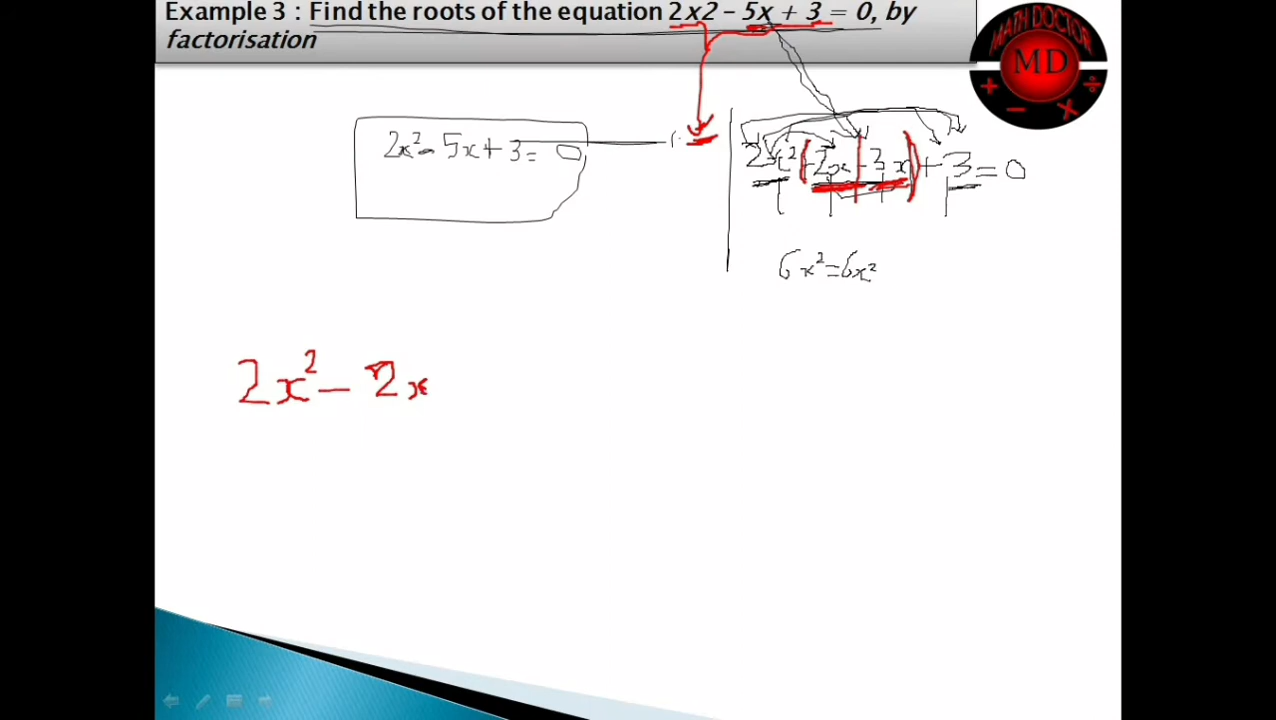 Example 3 : Find the roots of the equation 2x2 – 5x + 3 = 0, by
factorisation
MATH DOCTOR
MD
+ − × ÷
2x² - 5x + 3 = 0
2x² (+2x - 3x) + 3 = 0
6x² = 6x²
2x² - 2x